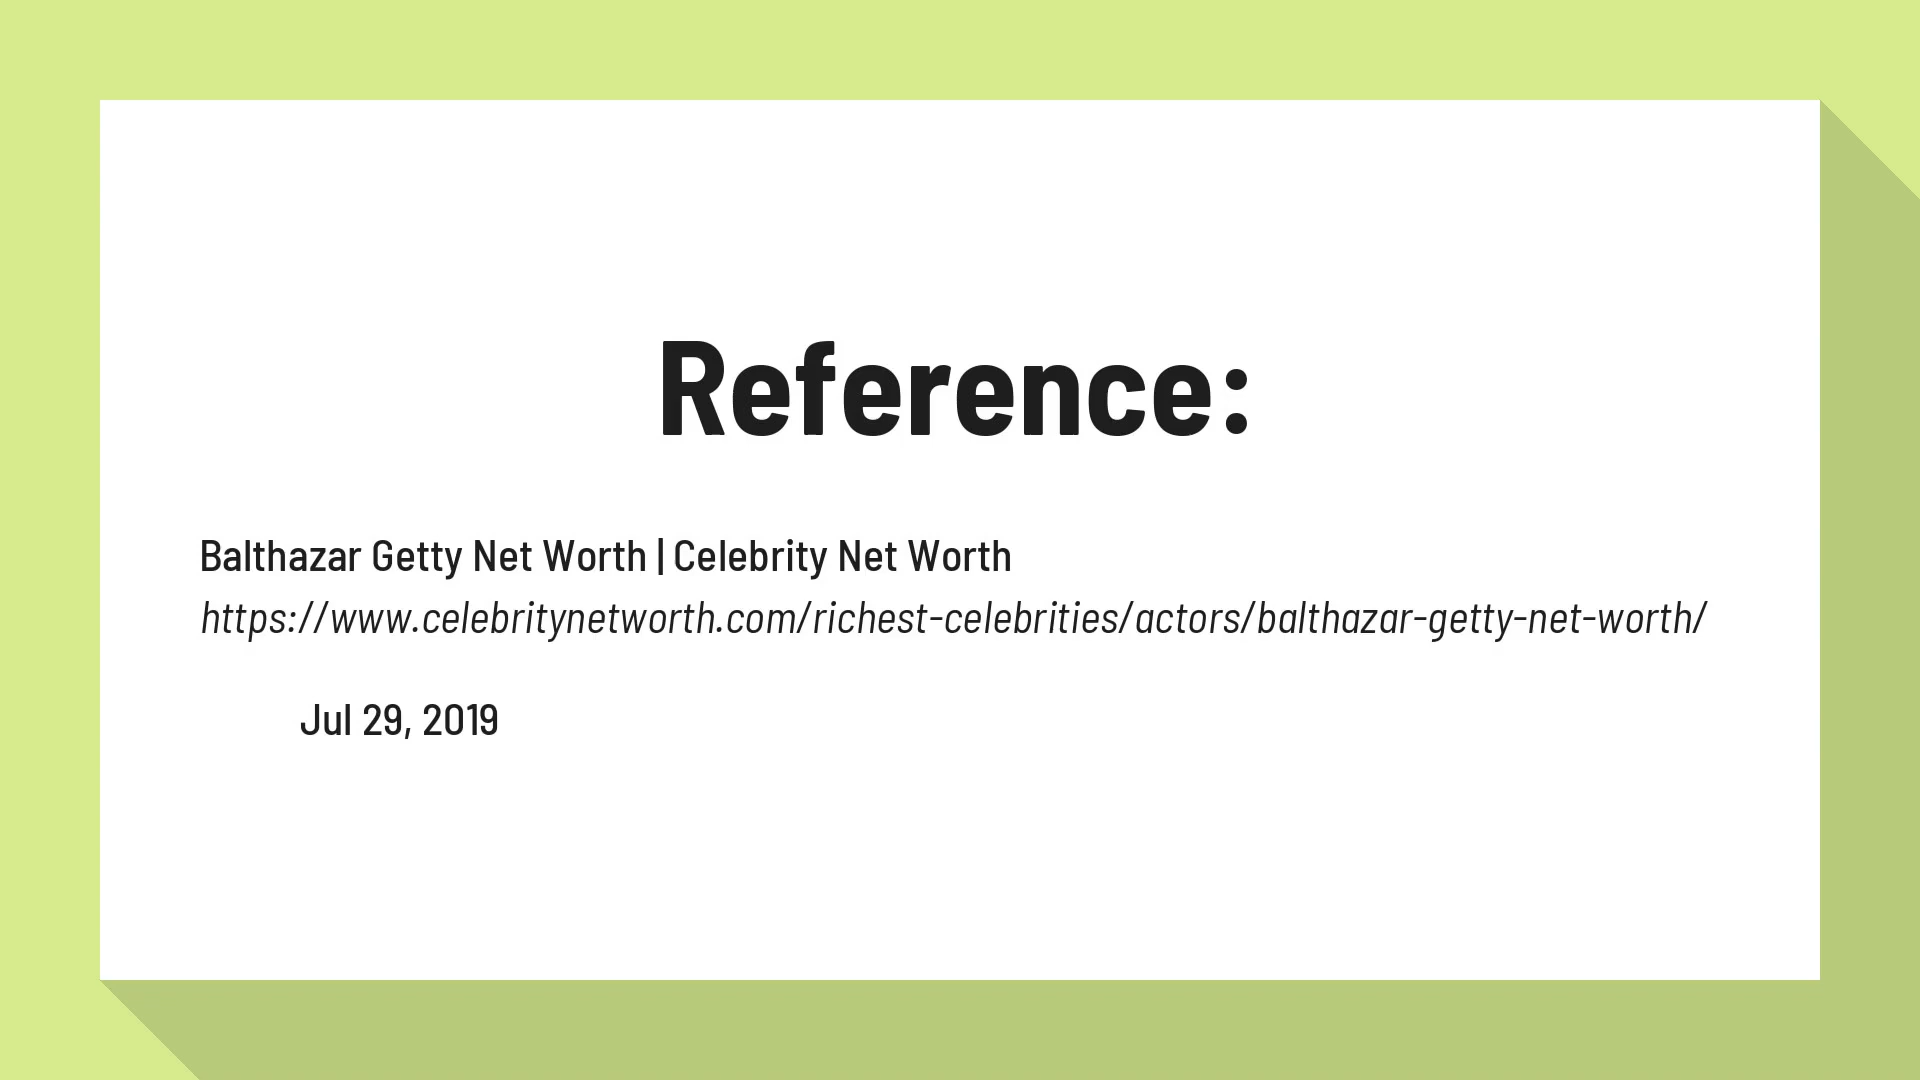 Reference:
Balthazar Getty Net Worth | Celebrity Net Worth
https://www.celebritynetworth.com/richest-celebrities/actors/balthazar-getty-net-worth/
Jul 29, 2019